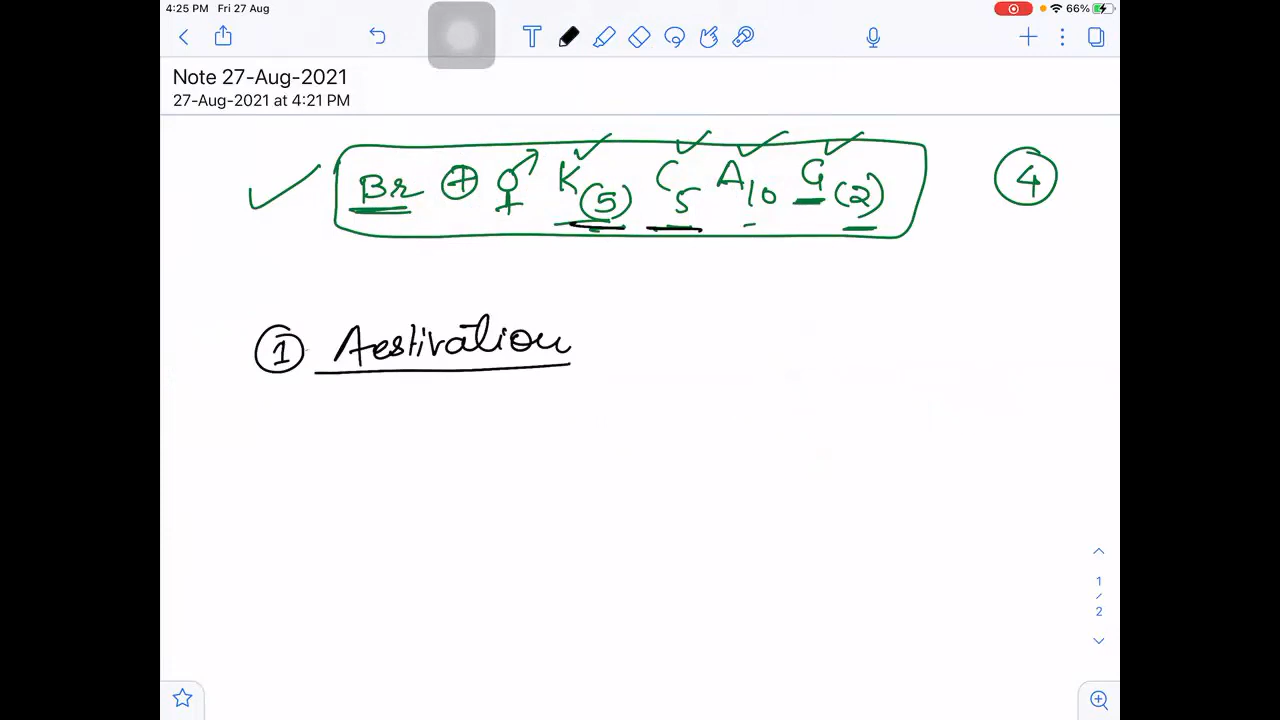 4:25 PM Fri 27 Aug
66%
T
Note 27-Aug-2021
27-Aug-2021 at 4:21 PM
Br ⊕ ⚥ K(5) C5 A10 G(2) ④
① Aestivation
1
/
2